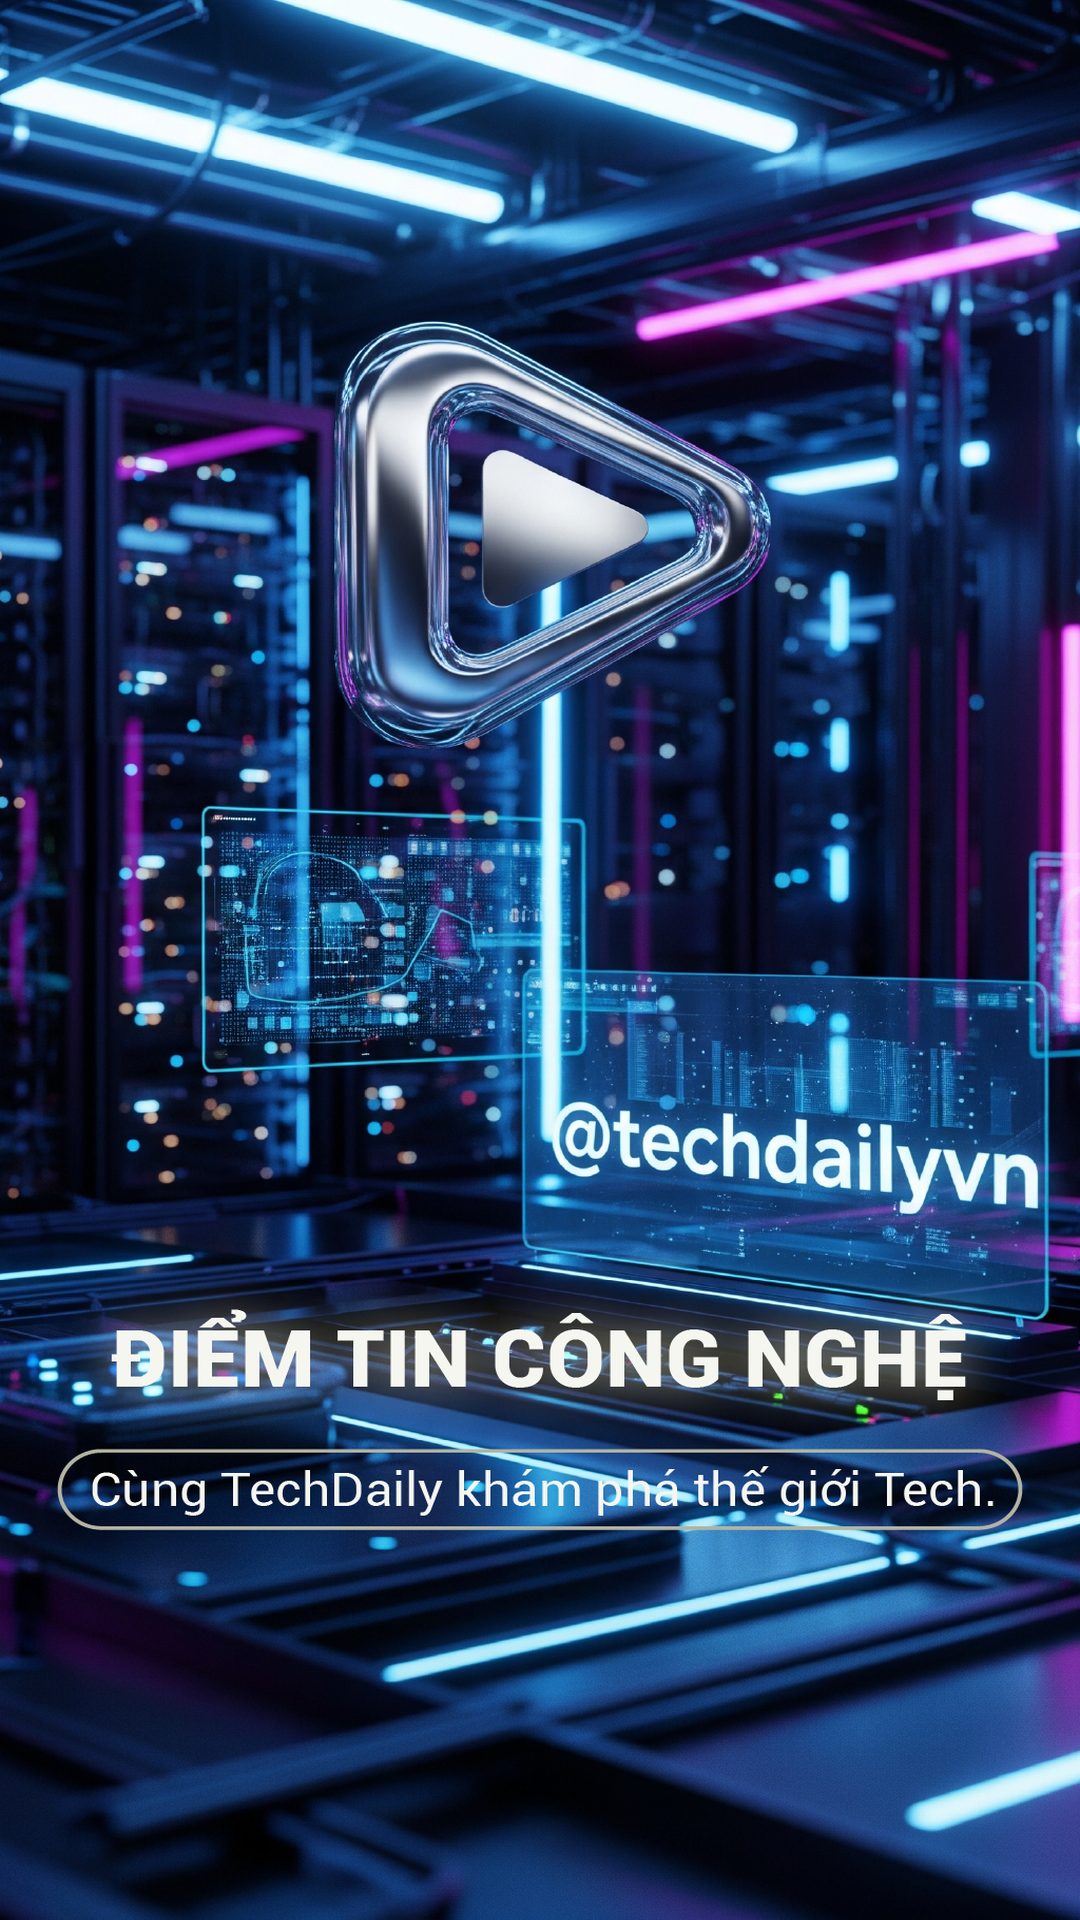 @techdailyvn
ĐIỂM TIN CÔNG NGHỆ
Cùng TechDaily khám phá thế giới Tech.